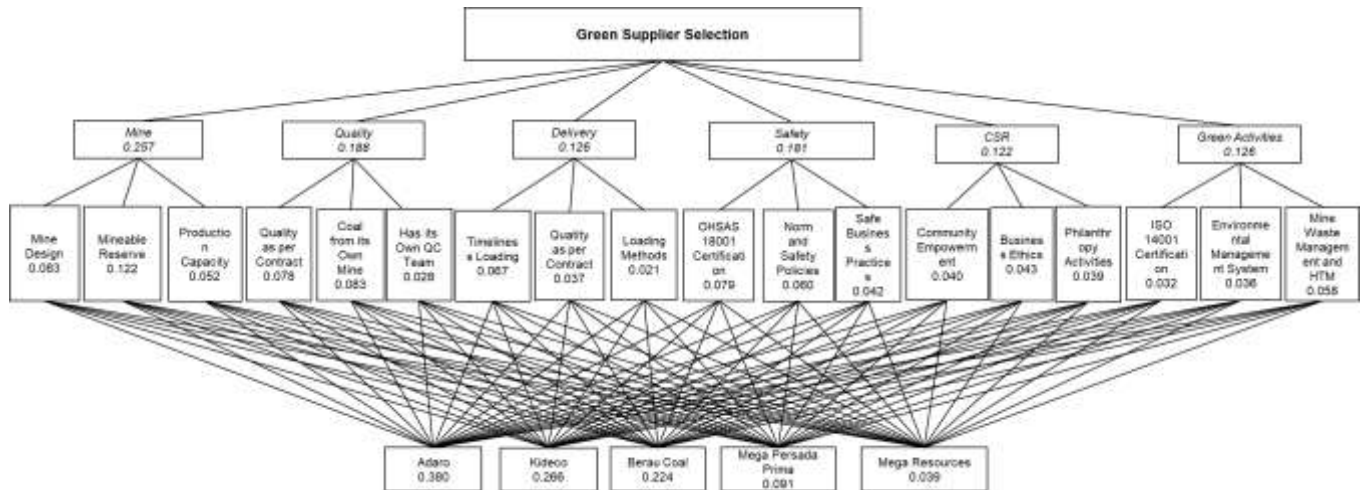 Green Supplier Selection
Mine
0.257
Quality
0.188
Delivery
0.125
Safety
0.181
CSR
0.122
Green Activities
0.126
Mine
Design
0.083
Mineable
Reserve
0.122
Productio
n
Capacity
0.052
Quality
as per
Contract
0.078
Coal
from its
Own
Mine
0.083
Has its
Own QC
Team
0.028
Timelines
s Loading
0.067
Quality
as per
Contract
0.037
Loading
Methods
0.021
OHSAS
18001
Certificati
on
0.079
Norm
and
Safety
Policies
0.060
Safe
Busines
s
Practice
s
0.042
Community
Empowerm
ent
0.040
Busines
s Ethics
0.043
Philanthr
opy
Activties
0.039
ISO
14001
Certificati
on
0.032
Environme
ntal
Manageme
nt System
0.036
Mine
Waste
Managem
ent and
HTM
0.058
Adaro
0.380
Kideco
0.266
Berau Coal
0.224
Mega Persada
Prima
0.091
Mega Resources
0.039